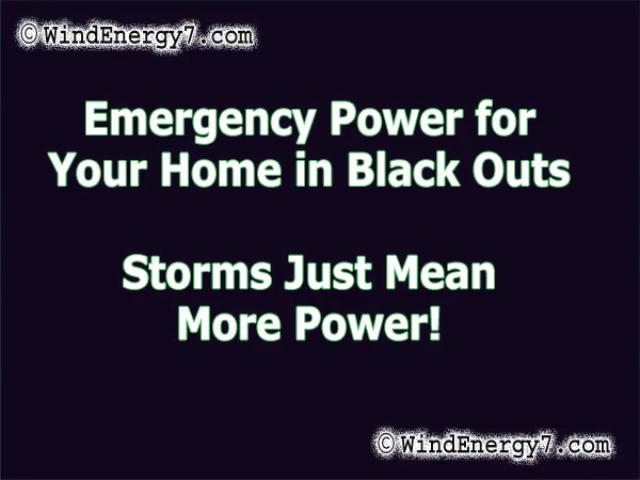 © WindEnergy7.com
Emergency Power for
Your Home in Black Outs
Storms Just Mean
More Power!
© WindEnergy7.com